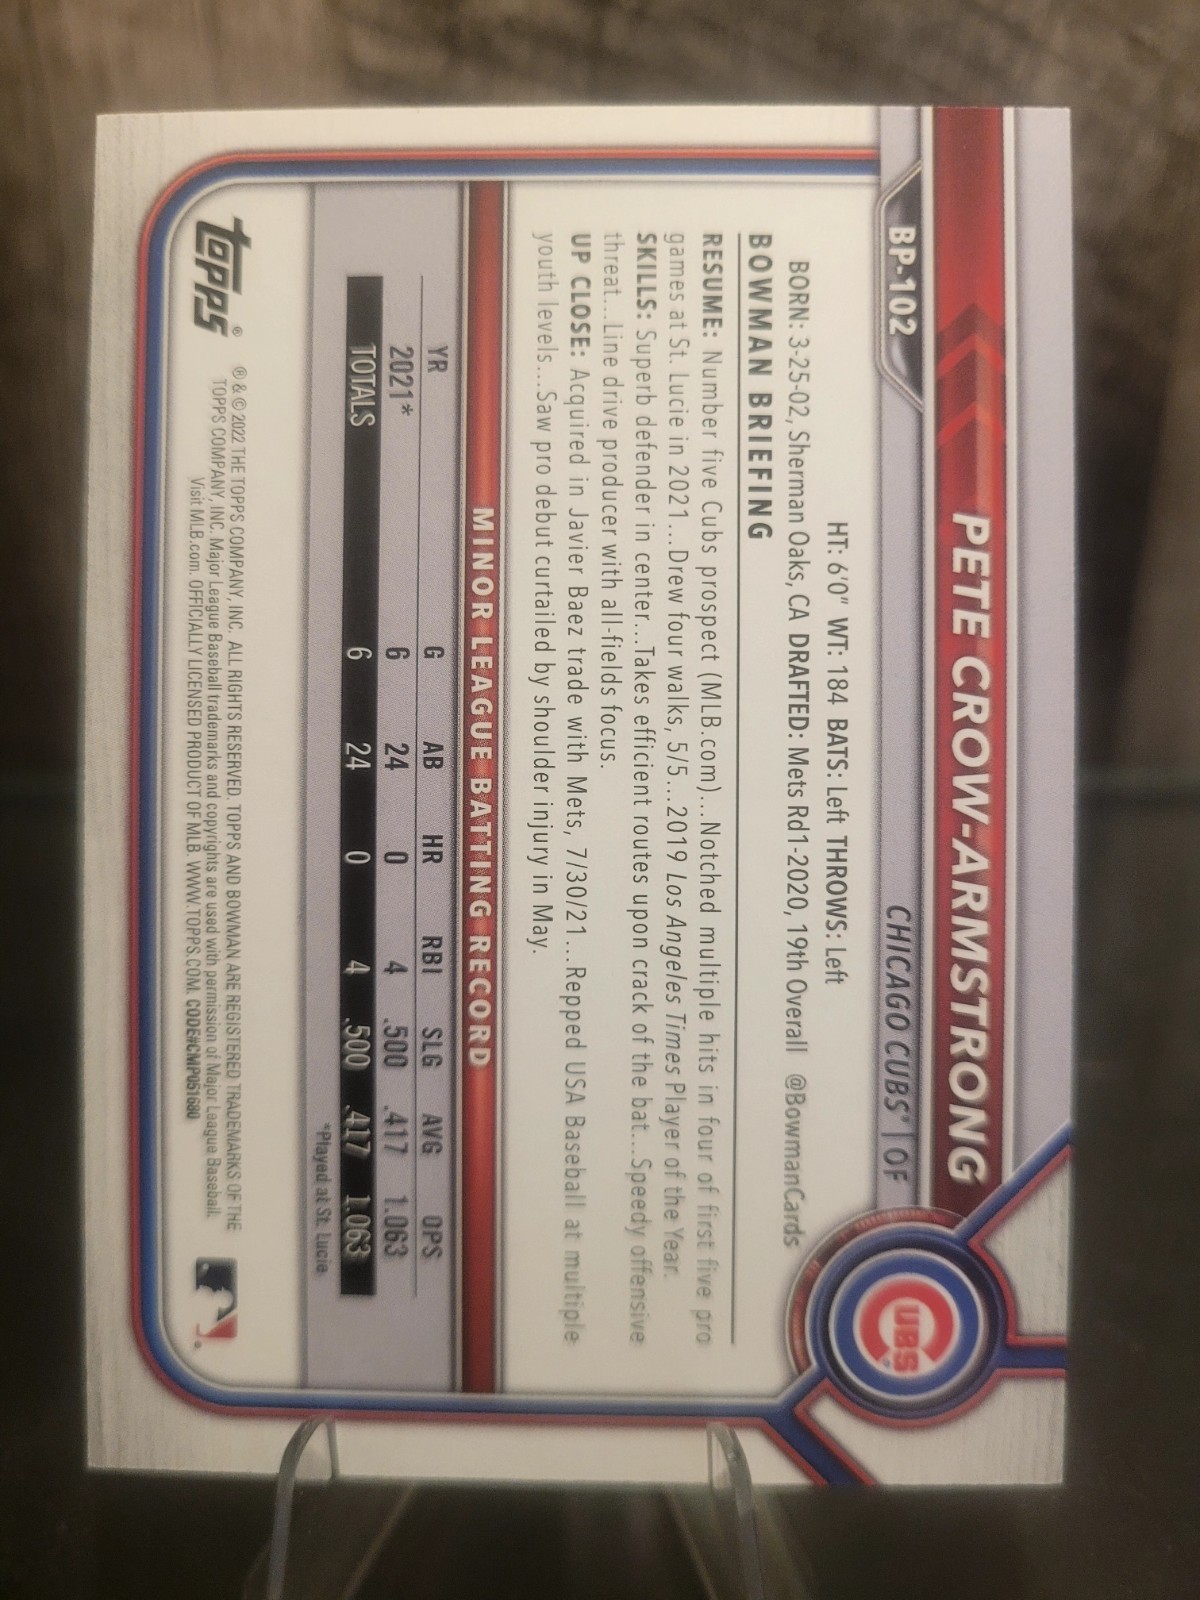 BP-102
PETE CROW-ARMSTRONG
CHICAGO CUBS® | OF
CUBS
HT: 6'0" WT: 184 BATS: Left THROWS: Left
BORN: 3-25-02, Sherman Oaks, CA DRAFTED: Mets Rd1-2020, 19th Overall @BowmanCards
BOWMAN BRIEFING
RESUME: Number five Cubs prospect (MLB.com)...Notched multiple hits in four of first five pro
games at St. Lucie in 2021...Drew four walks, 5/5...2019 Los Angeles Times Player of the Year.
SKILLS: Superb defender in center...Takes efficient routes upon crack of the bat...Speedy offensive
threat...Line drive producer with all-fields focus.
UP CLOSE: Acquired in Javier Baez trade with Mets, 7/30/21...Repped USA Baseball at multiple
youth levels...Saw pro debut curtailed by shoulder injury in May.
MINOR LEAGUE BATTING RECORD
YR G AB HR RBI SLG AVG OPS
2021* 6 24 0 4 .500 .417 1.063
TOTALS 6 24 0 4 .500 .417 1.063
*Played at St. Lucie
topps®
® & © 2022 THE TOPPS COMPANY, INC. ALL RIGHTS RESERVED. TOPPS AND BOWMAN ARE REGISTERED TRADEMARKS OF THE
TOPPS COMPANY, INC. Major League Baseball trademarks and copyrights are used with permission of Major League Baseball.
Visit MLB.com. OFFICIALLY LICENSED PRODUCT OF MLB. WWW.TOPPS.COM. CODE#CMP051680